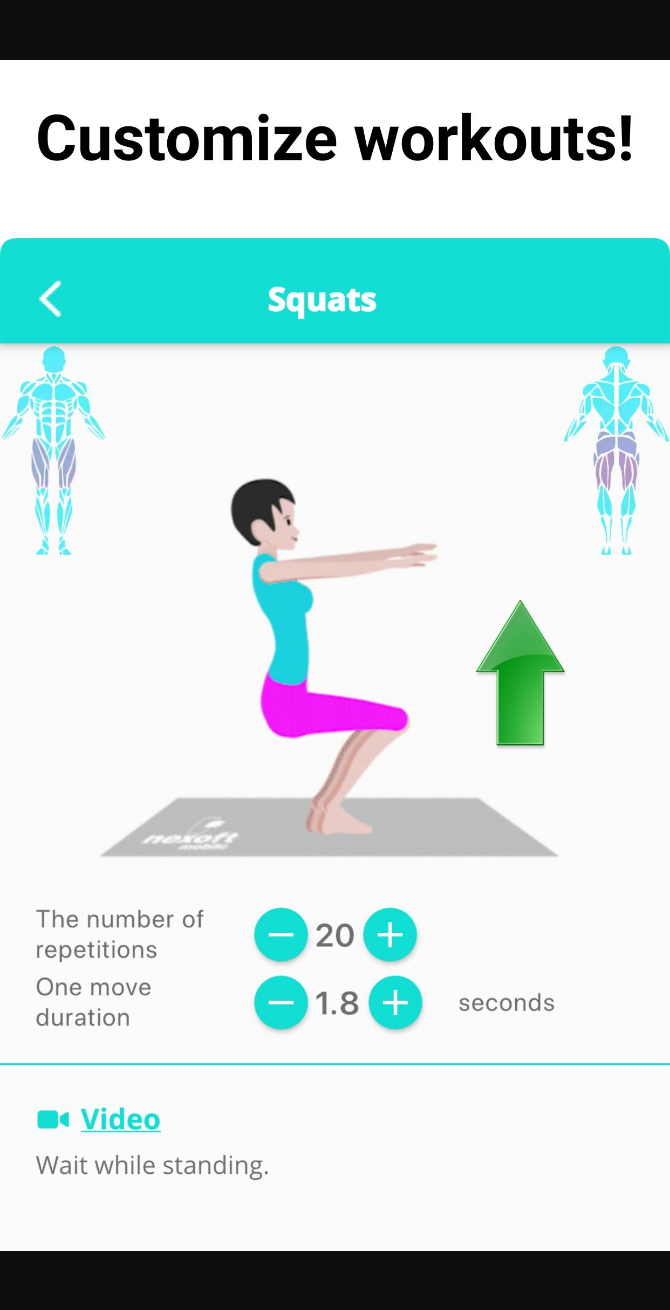 Customize workouts!
Squats
nexoft
mobile
The number of
repetitions
20
One move
duration
1.8
seconds
Video
Wait while standing.